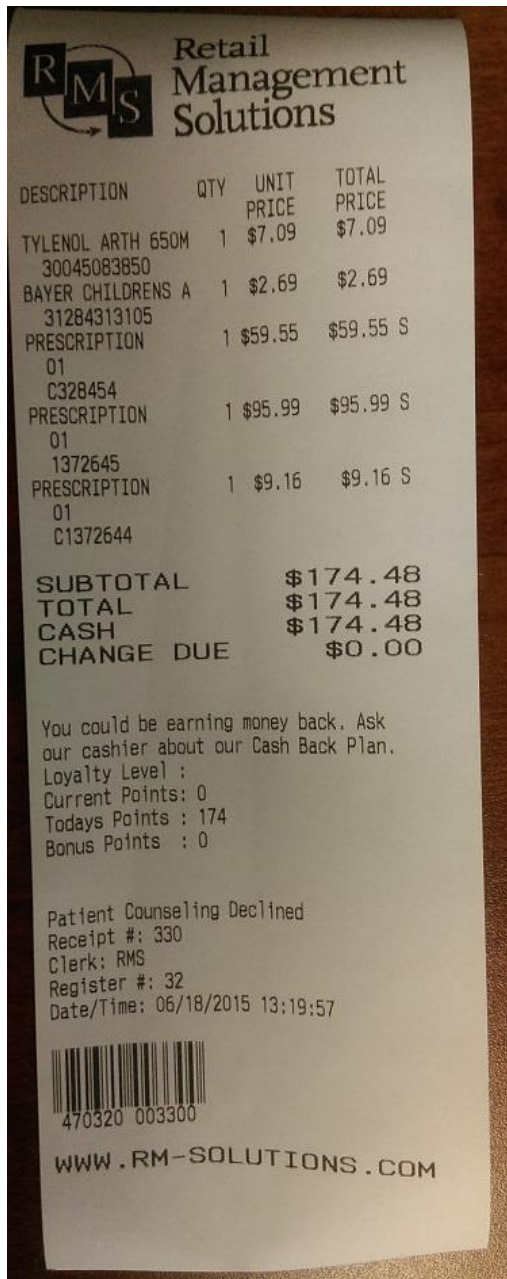 RMS
Retail
Management
Solutions
DESCRIPTION QTY UNIT PRICE TOTAL PRICE
TYLENOL ARTH 650M 1 $7.09 $7.09
30045083850
BAYER CHILDRENS A 1 $2.69 $2.69
31284313105
PRESCRIPTION 1 $59.55 $59.55 S
01
C328454
PRESCRIPTION 1 $95.99 $95.99 S
01
1372645
PRESCRIPTION 1 $9.16 $9.16 S
01
C1372644
SUBTOTAL $174.48
TOTAL $174.48
CASH $174.48
CHANGE DUE $0.00
You could be earning money back. Ask
our cashier about our Cash Back Plan.
Loyalty Level :
Current Points: 0
Todays Points : 174
Bonus Points : 0
Patient Counseling Declined
Receipt #: 330
Clerk: RMS
Register #: 32
Date/Time: 06/18/2015 13:19:57
470320 003300
WWW.RM-SOLUTIONS.COM